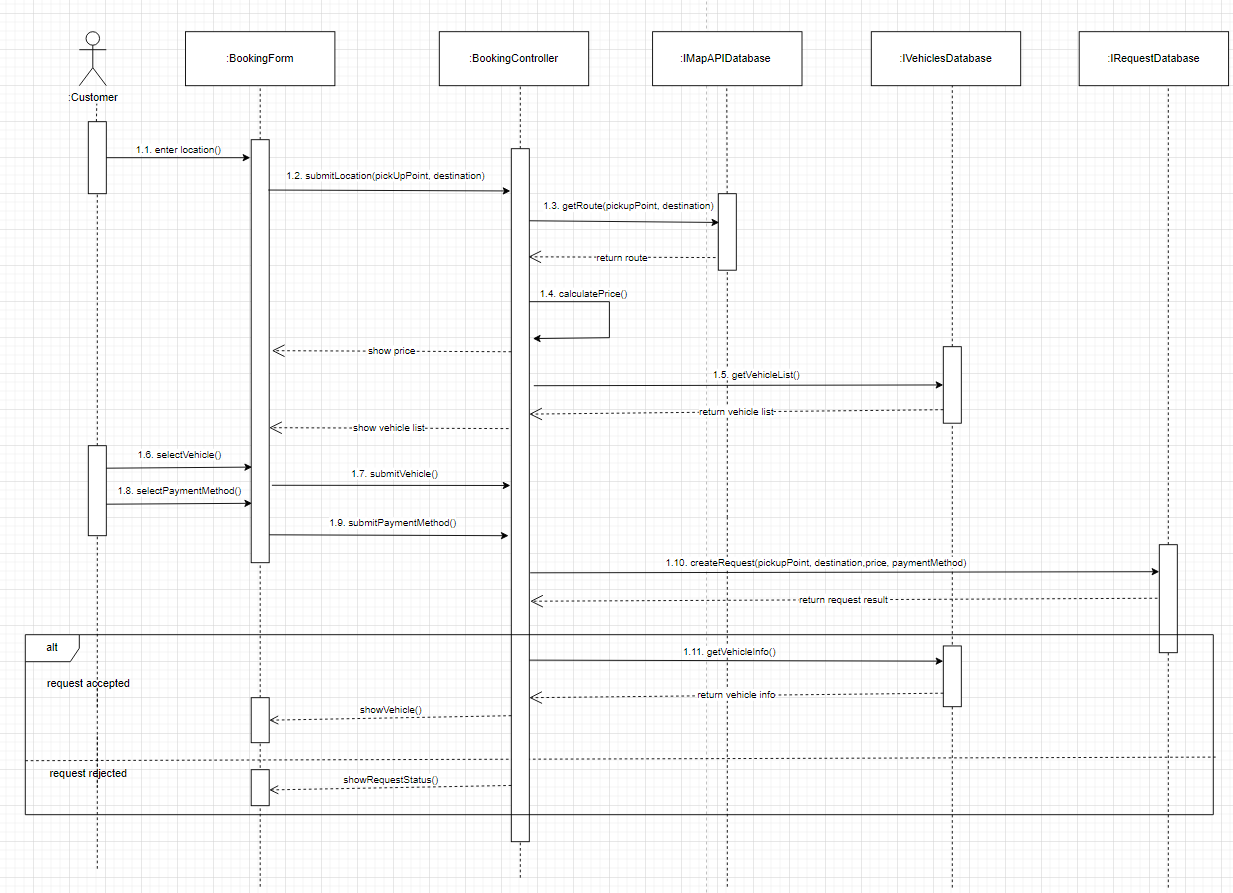 :Customer
:BookingForm
:BookingController
:IMapAPIDatabase
:IVehiclesDatabase
:IRequestDatabase
1.1. enter location()
1.2. submitLocation(pickUpPoint, destination)
1.3. getRoute(pickupPoint, destination)
return route
1.4. calculatePrice()
show price
1.5. getVehicleList()
return vehicle list
show vehicle list
1.6. selectVehicle()
1.7. submitVehicle()
1.8. selectPaymentMethod()
1.9. submitPaymentMethod()
1.10. createRequest(pickupPoint, destination,price, paymentMethod)
return request result
alt
1.11. getVehicleInfo()
request accepted
return vehicle info
showVehicle()
request rejected
showRequestStatus()